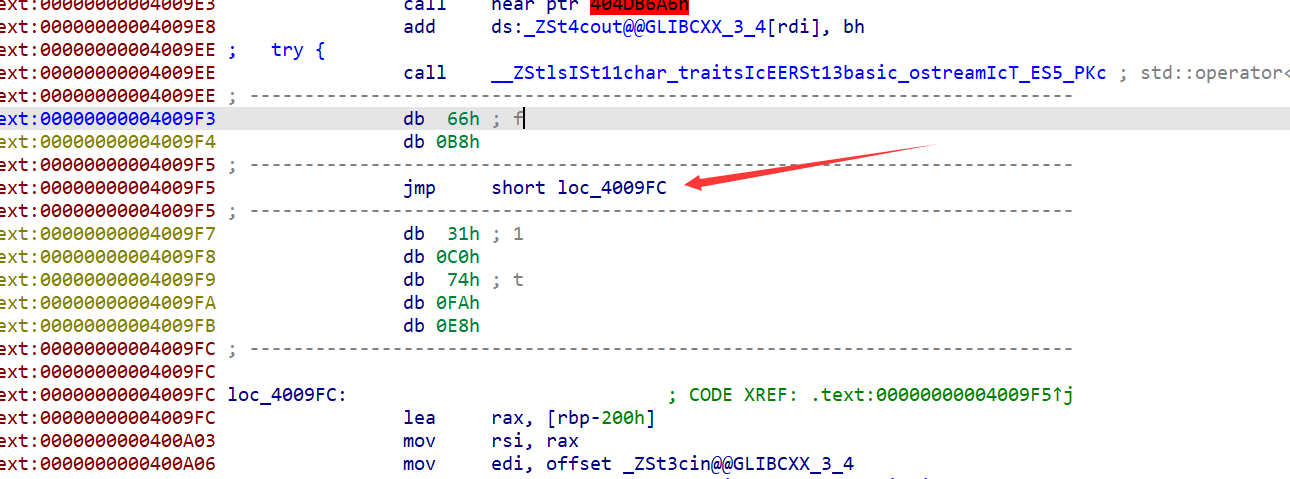 ext:00000000004009E3 call near ptr 404DB6A6h
ext:00000000004009E8 add ds:_ZSt4cout@@GLIBCXX_3_4[rdi], bh
ext:00000000004009EE ; try {
ext:00000000004009EE call __ZStlsISt11char_traitsIcEERSt13basic_ostreamIcT_ES5_PKc ; std::operator<
ext:00000000004009EE ; ---------------------------------------------------------------------------
ext:00000000004009F3 db 66h ; f
ext:00000000004009F4 db 0B8h
ext:00000000004009F5 ; ---------------------------------------------------------------------------
ext:00000000004009F5 jmp short loc_4009FC
ext:00000000004009F5 ; ---------------------------------------------------------------------------
ext:00000000004009F7 db 31h ; 1
ext:00000000004009F8 db 0C0h
ext:00000000004009F9 db 74h ; t
ext:00000000004009FA db 0FAh
ext:00000000004009FB db 0E8h
ext:00000000004009FC ; ---------------------------------------------------------------------------
ext:00000000004009FC
ext:00000000004009FC loc_4009FC: ; CODE XREF: .text:00000000004009F5↑j
ext:00000000004009FC lea rax, [rbp-200h]
ext:0000000000400A03 mov rsi, rax
ext:0000000000400A06 mov edi, offset _ZSt3cin@@GLIBCXX_3_4